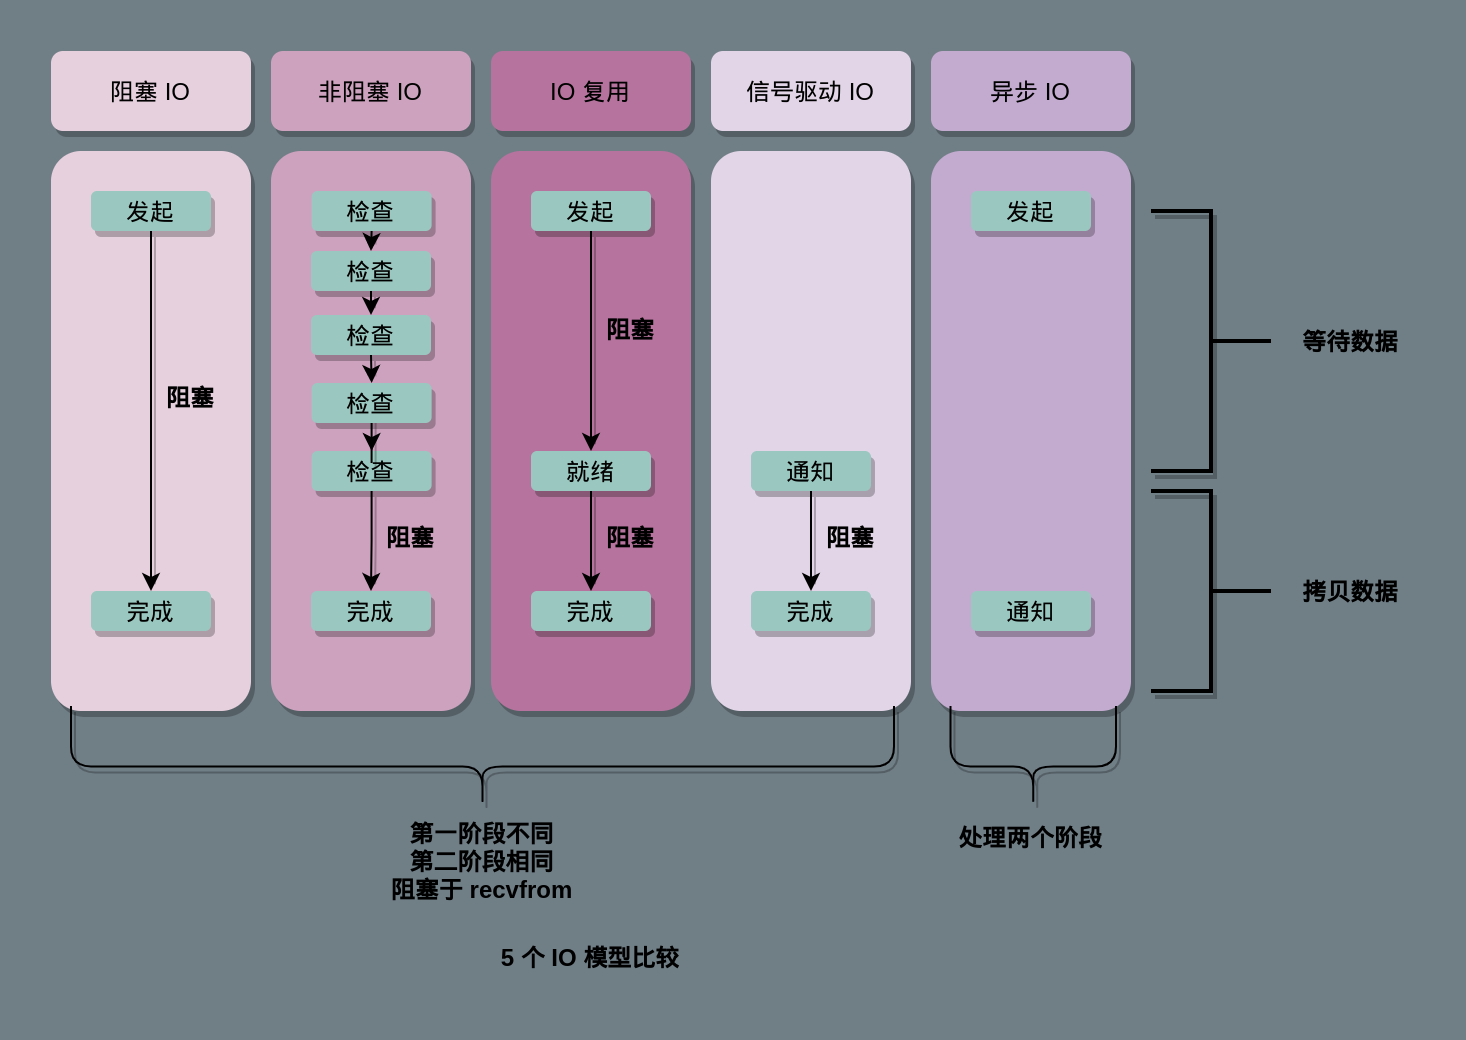 阻塞 IO
非阻塞 IO
IO 复用
信号驱动 IO
异步 IO
发起
阻塞
完成
检查
检查
检查
检查
检查
阻塞
完成
发起
阻塞
就绪
阻塞
完成
通知
阻塞
完成
发起
通知
等待数据
拷贝数据
第一阶段不同
第二阶段相同
阻塞于 recvfrom
处理两个阶段
5 个 IO 模型比较